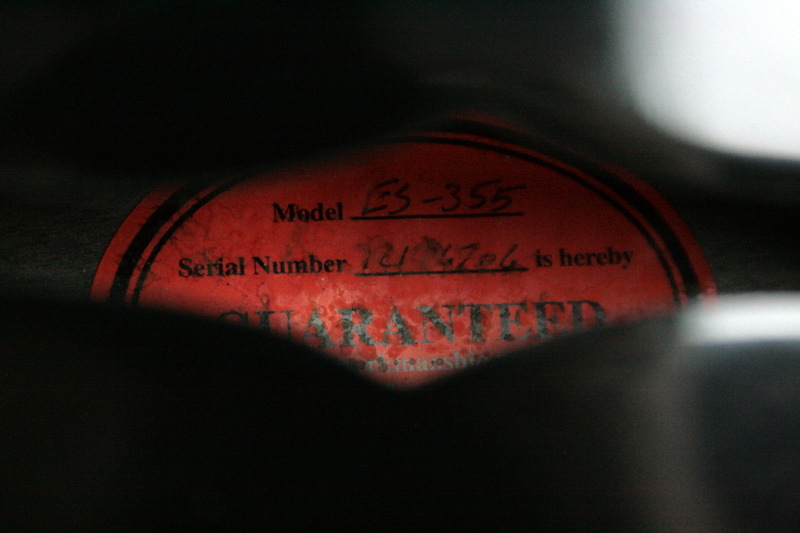 Model ES-355
Serial Number is hereby
GUARANTEED